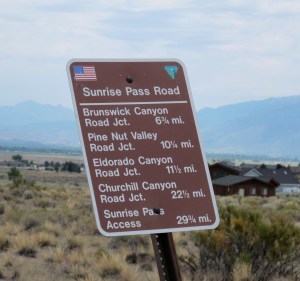 Sunrise Pass Road
Brunswick Canyon
Road Jct. 6¾ mi.
Pine Nut Valley
Road Jct. 10¼ mi.
Eldorado Canyon
Road Jct. 11½ mi.
Churchill Canyon
Road Jct. 22½ mi.
Sunrise Pass
Access 29¾ mi.